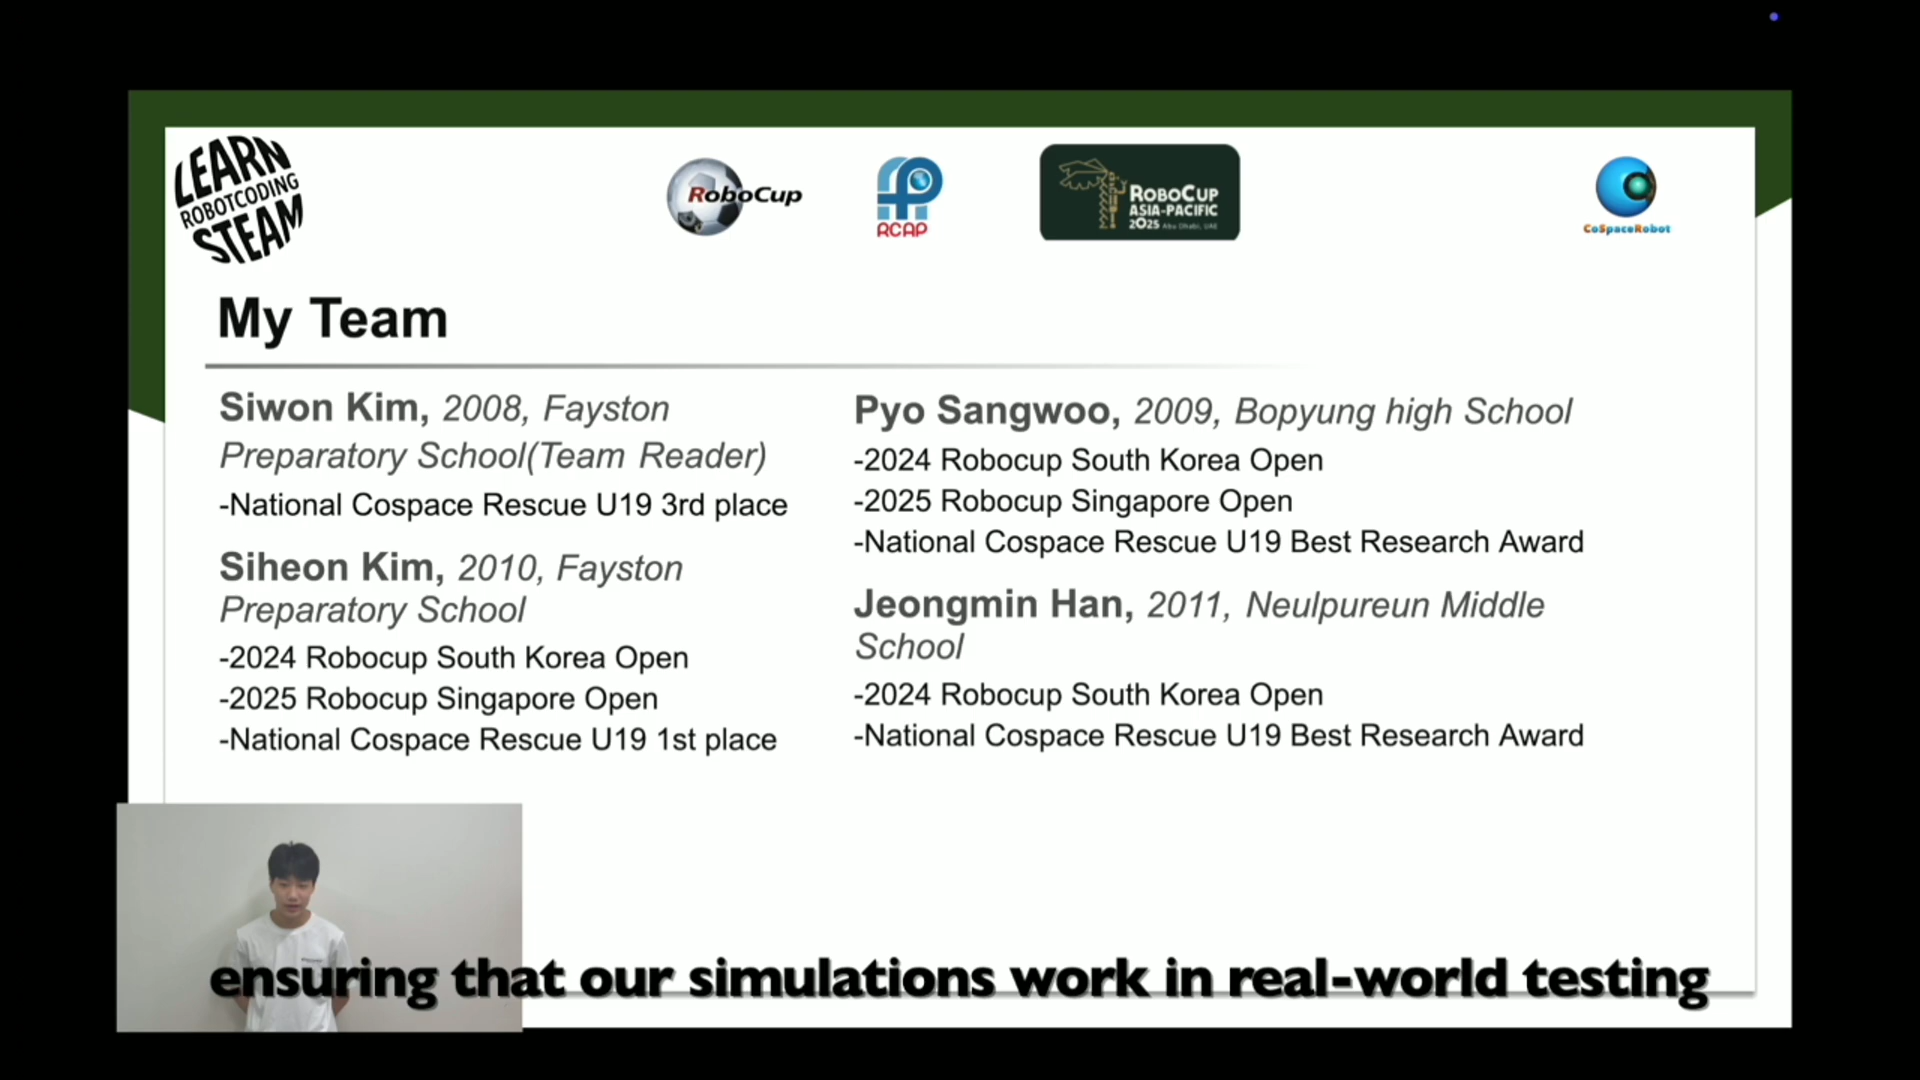 LEARN
ROBOTCODING
STEAM
RoboCup
RCAP
ROBOCUP
ASIA-PACIFIC
2025 Abu Dhabi, UAE
CoSpaceRobot
My Team
Siwon Kim, 2008, Fayston
Preparatory School(Team Reader)
-National Cospace Rescue U19 3rd place
Siheon Kim, 2010, Fayston
Preparatory School
-2024 Robocup South Korea Open
-2025 Robocup Singapore Open
-National Cospace Rescue U19 1st place
Pyo Sangwoo, 2009, Bopyung high School
-2024 Robocup South Korea Open
-2025 Robocup Singapore Open
-National Cospace Rescue U19 Best Research Award
Jeongmin Han, 2011, Neulpureun Middle
School
-2024 Robocup South Korea Open
-National Cospace Rescue U19 Best Research Award
ensuring that our simulations work in real-world testing